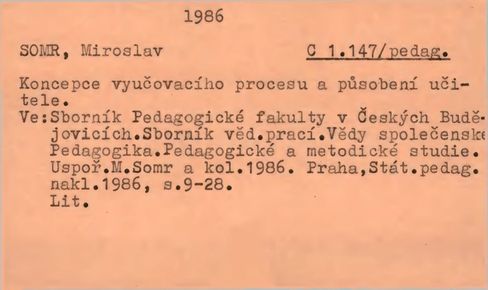 1986
SOMR, Miroslav C 1.147/pedag.
Koncepce vyučovacího procesu a působení uči-
tele.
Ve:Sborník Pedagogické fakulty v Českých Budě-
jovicích.Sborník věd.prací.Vědy společenske
Pedagogika.Pedagogické a metodické studie.
Uspoř.M.Somr a kol.1986. Praha,Stát.pedag.
nakl.1986, s.9-28.
Lit.